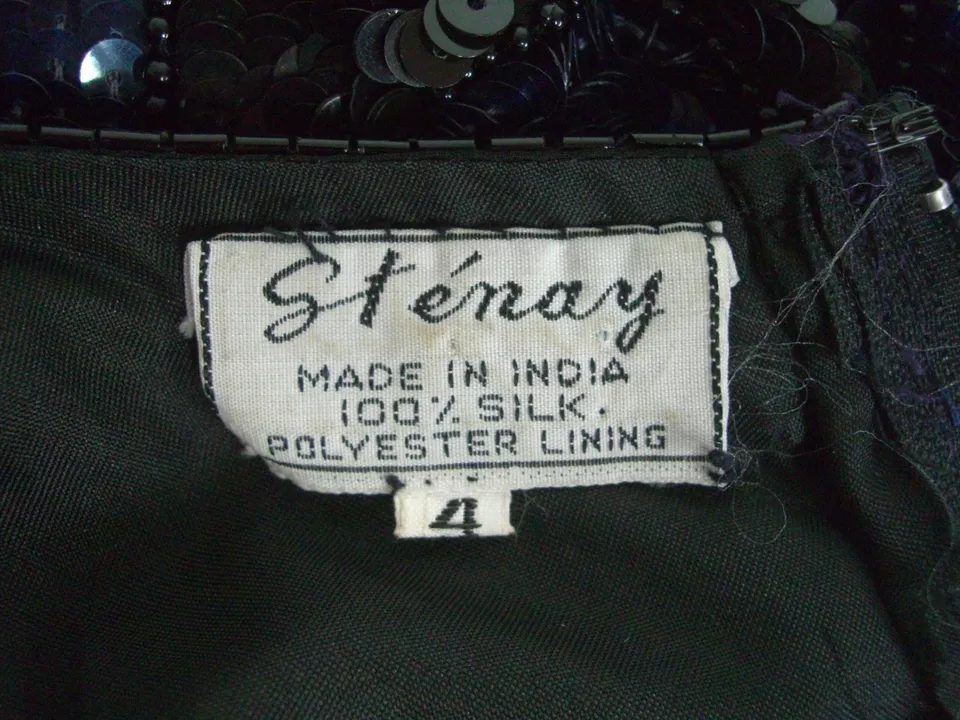 Sténay
MADE IN INDIA
100% SILK.
POLYESTER LINING
4